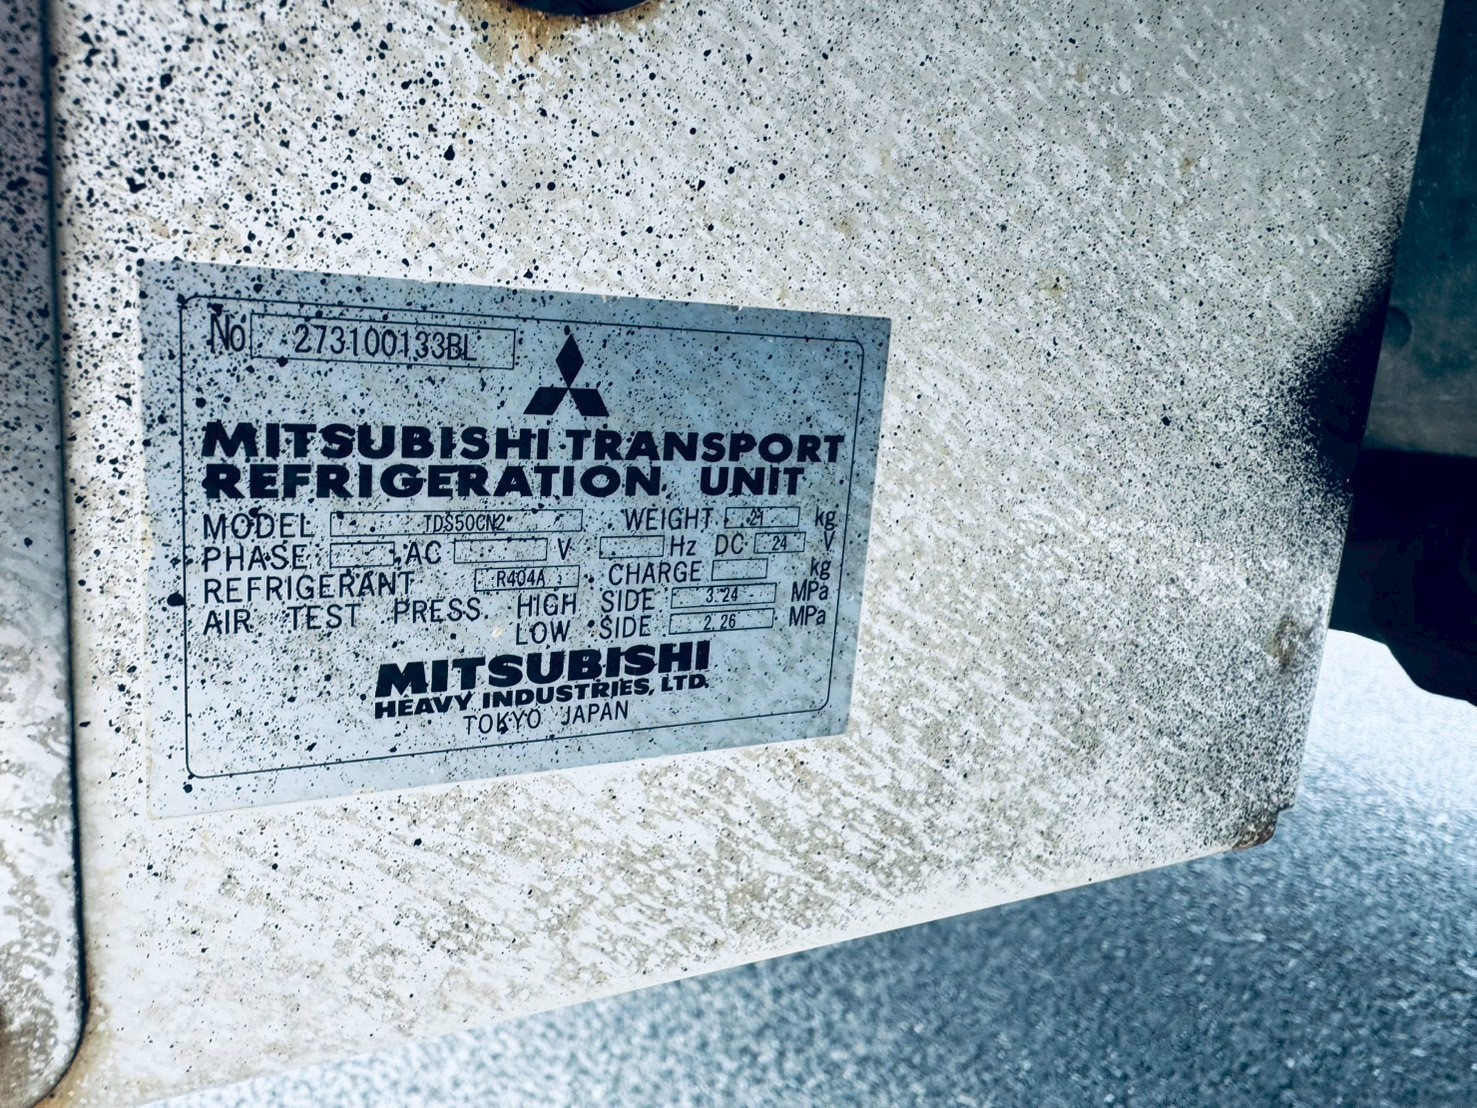 No 273100133BL
MITSUBISHI TRANSPORT
REFRIGERATION UNIT
MODEL TDS50CN2 WEIGHT 21 kg
PHASE AC V Hz DC 24 V
REFRIGERANT R404A CHARGE kg
AIR TEST PRESS. HIGH SIDE 3.24 MPa
LOW SIDE 2.26 MPa
MITSUBISHI
HEAVY INDUSTRIES, LTD.
TOKYO JAPAN